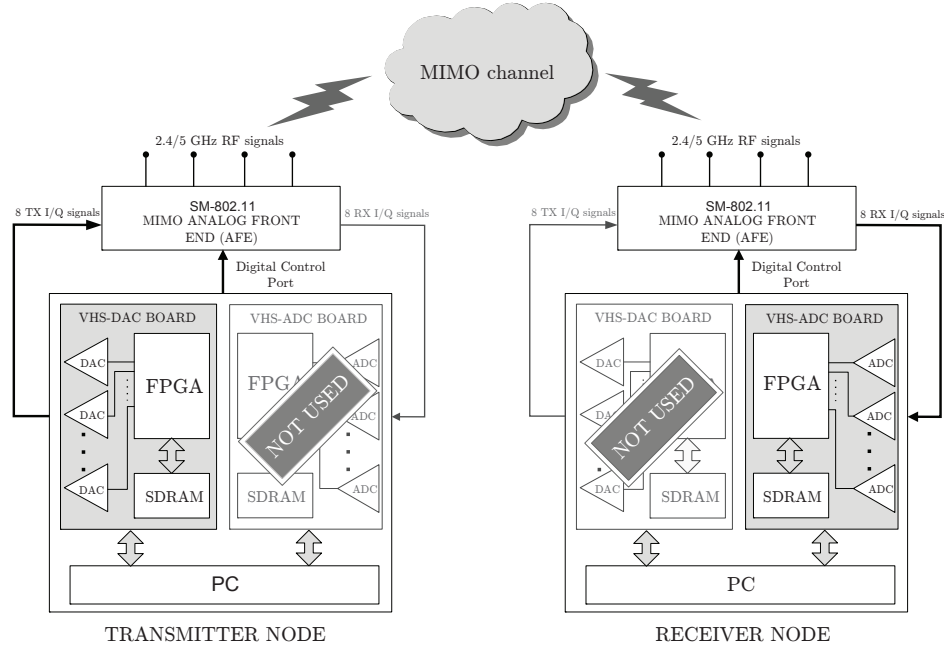 MIMO channel
2.4/5 GHz RF signals
SM-802.11
MIMO ANALOG FRONT
END (AFE)
8 TX I/Q signals
8 RX I/Q signals
Digital Control
Port
VHS-DAC BOARD
DAC
FPGA
DAC
DAC
SDRAM
VHS-ADC BOARD
FPGA
ADC
ADC
NOT USED
SDRAM
ADC
PC
TRANSMITTER NODE
2.4/5 GHz RF signals
SM-802.11
MIMO ANALOG FRONT
END (AFE)
8 TX I/Q signals
8 RX I/Q signals
Digital Control
Port
VHS-DAC BOARD
DAC
DAC
NOT USED
DAC
SDRAM
VHS-ADC BOARD
FPGA
ADC
ADC
SDRAM
ADC
PC
RECEIVER NODE